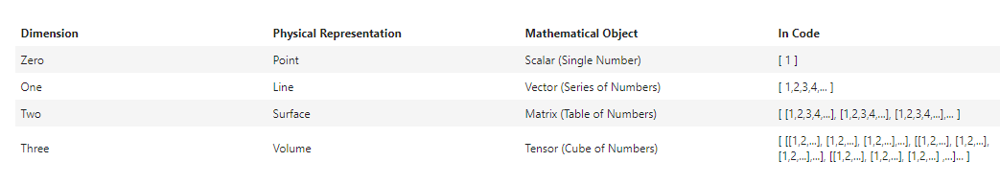 Dimension Physical Representation Mathematical Object In Code
Zero Point Scalar (Single Number) [ 1 ]
One Line Vector (Series of Numbers) [ 1,2,3,4,... ]
Two Surface Matrix (Table of Numbers) [ [1,2,3,4,...], [1,2,3,4,...], [1,2,3,4,...],... ]
Three Volume Tensor (Cube of Numbers) [ [[1,2,...], [1,2,...], [1,2,...],...], [[1,2,...], [1,2,...],
[1,2,...],...], [[1,2,...], [1,2,...], [1,2,...] ,...]... ]